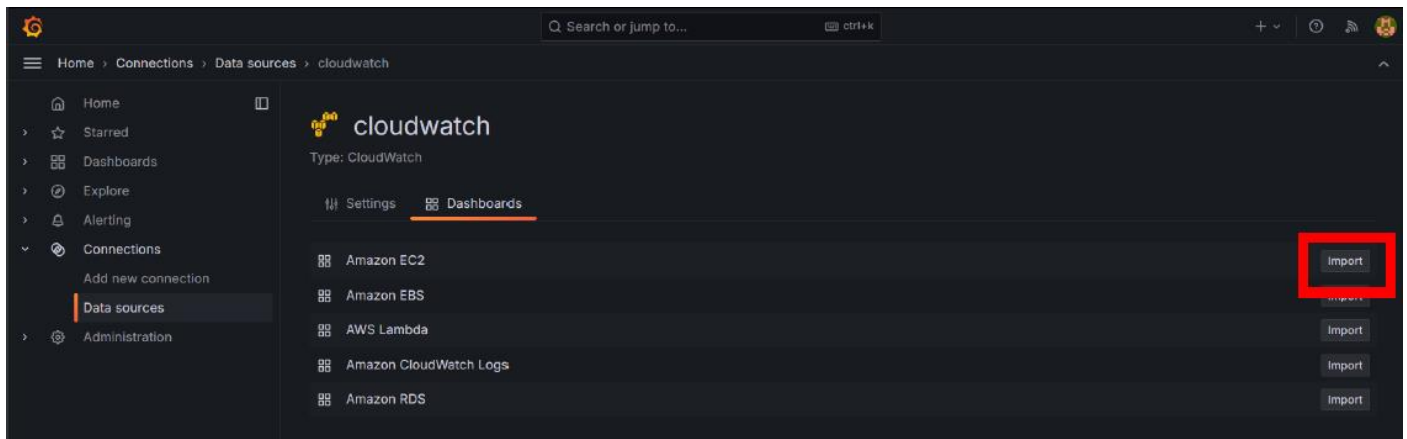 Search or jump to... ctrl+k
Home › Connections › Data sources › cloudwatch
Home
Starred
Dashboards
Explore
Alerting
Connections
Add new connection
Data sources
Administration
cloudwatch
Type: CloudWatch
Settings Dashboards
Amazon EC2 Import
Amazon EBS Import
AWS Lambda Import
Amazon CloudWatch Logs Import
Amazon RDS Import